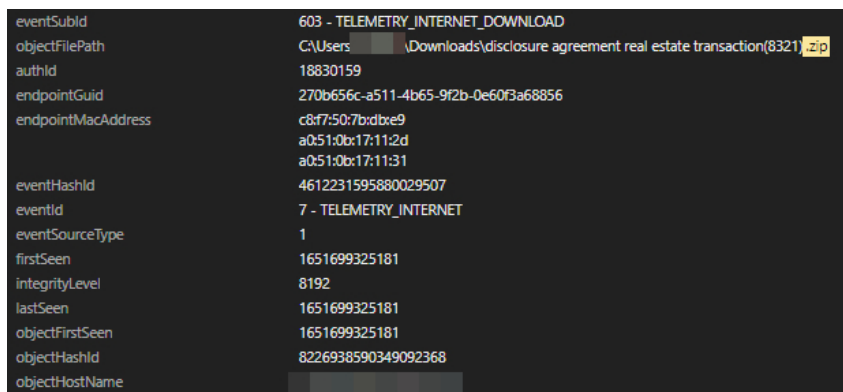 eventSubId 603 - TELEMETRY_INTERNET_DOWNLOAD
objectFilePath C:\Users \Downloads\disclosure agreement real estate transaction(8321).zip
authId 18830159
endpointGuid 270b656c-a511-4b65-9f2b-0e60f3a68856
endpointMacAddress c8:f7:50:7b:db:e9
a0:51:0b:17:11:2d
a0:51:0b:17:11:31
eventHashId 4612231595880029507
eventId 7 - TELEMETRY_INTERNET
eventSourceType 1
firstSeen 1651699325181
integrityLevel 8192
lastSeen 1651699325181
objectFirstSeen 1651699325181
objectHashId 8226938590349092368
objectHostName